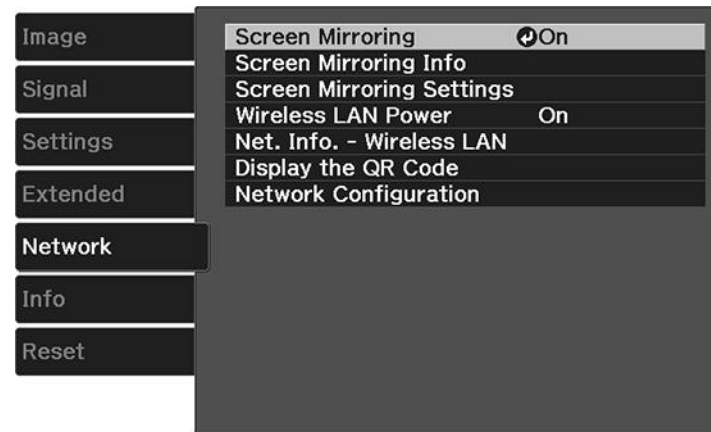 Image
Signal
Settings
Extended
Network
Info
Reset
Screen Mirroring On
Screen Mirroring Info
Screen Mirroring Settings
Wireless LAN Power On
Net. Info. - Wireless LAN
Display the QR Code
Network Configuration